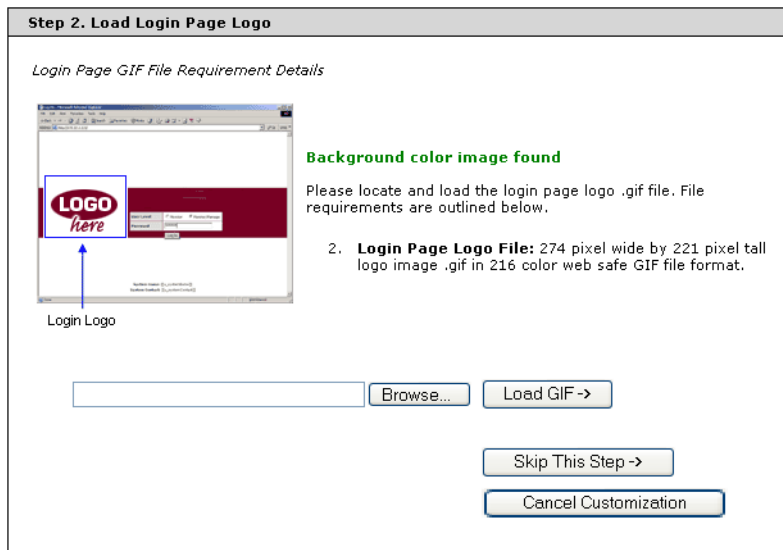 Step 2. Load Login Page Logo
Login Page GIF File Requirement Details
LOGO
here
Login Logo
Background color image found
Please locate and load the login page logo .gif file. File
requirements are outlined below.
2. Login Page Logo File: 274 pixel wide by 221 pixel tall
logo image .gif in 216 color web safe GIF file format.
Browse...
Load GIF ->
Skip This Step ->
Cancel Customization